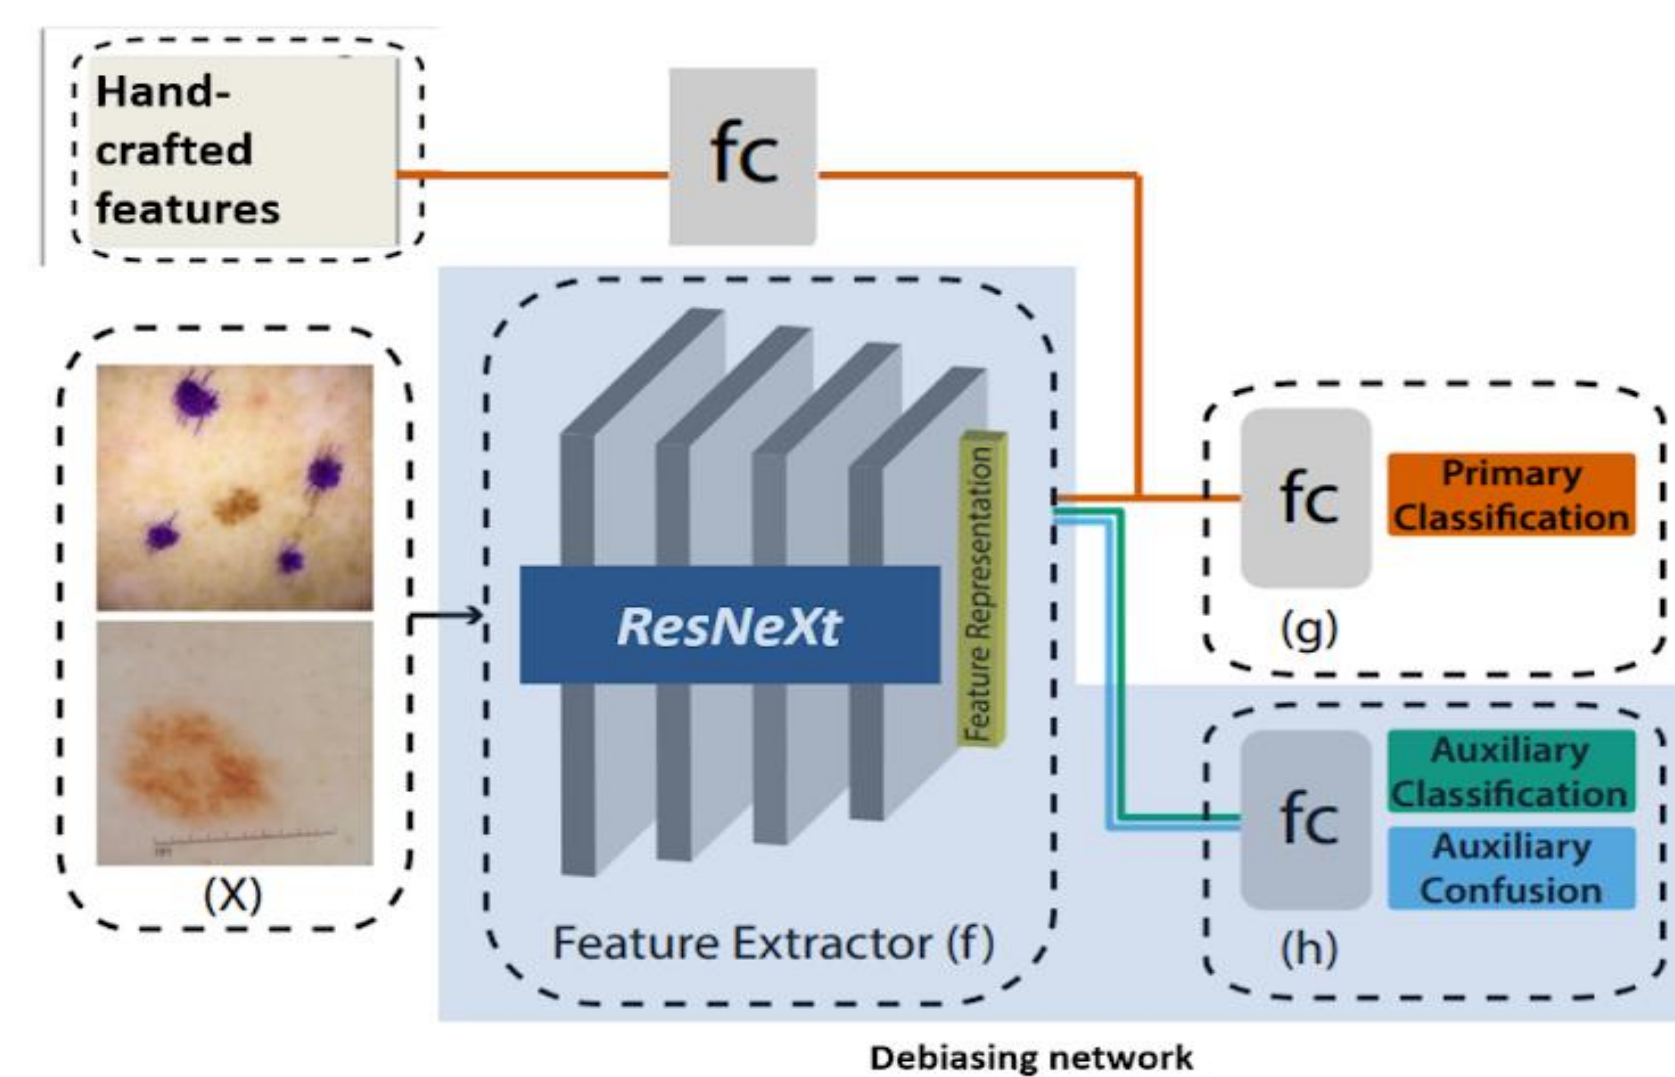 Hand-
crafted
features
fc
ResNeXt
Feature Representation
Feature Extractor (f)
(X)
fc
Primary
Classification
(g)
fc
Auxiliary
Classification
Auxiliary
Confusion
(h)
Debiasing network